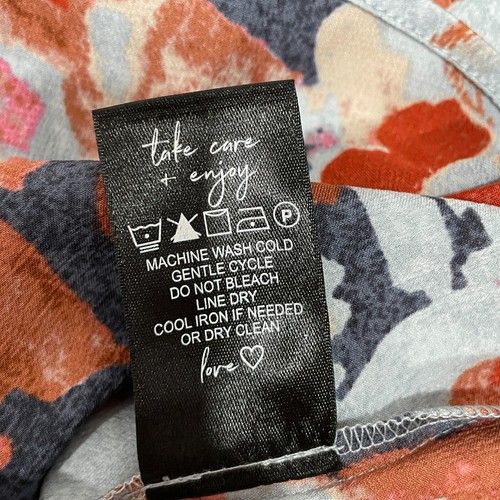 take care
+ enjoy
P
MACHINE WASH COLD
GENTLE CYCLE
DO NOT BLEACH
LINE DRY
COOL IRON IF NEEDED
OR DRY CLEAN
love♡